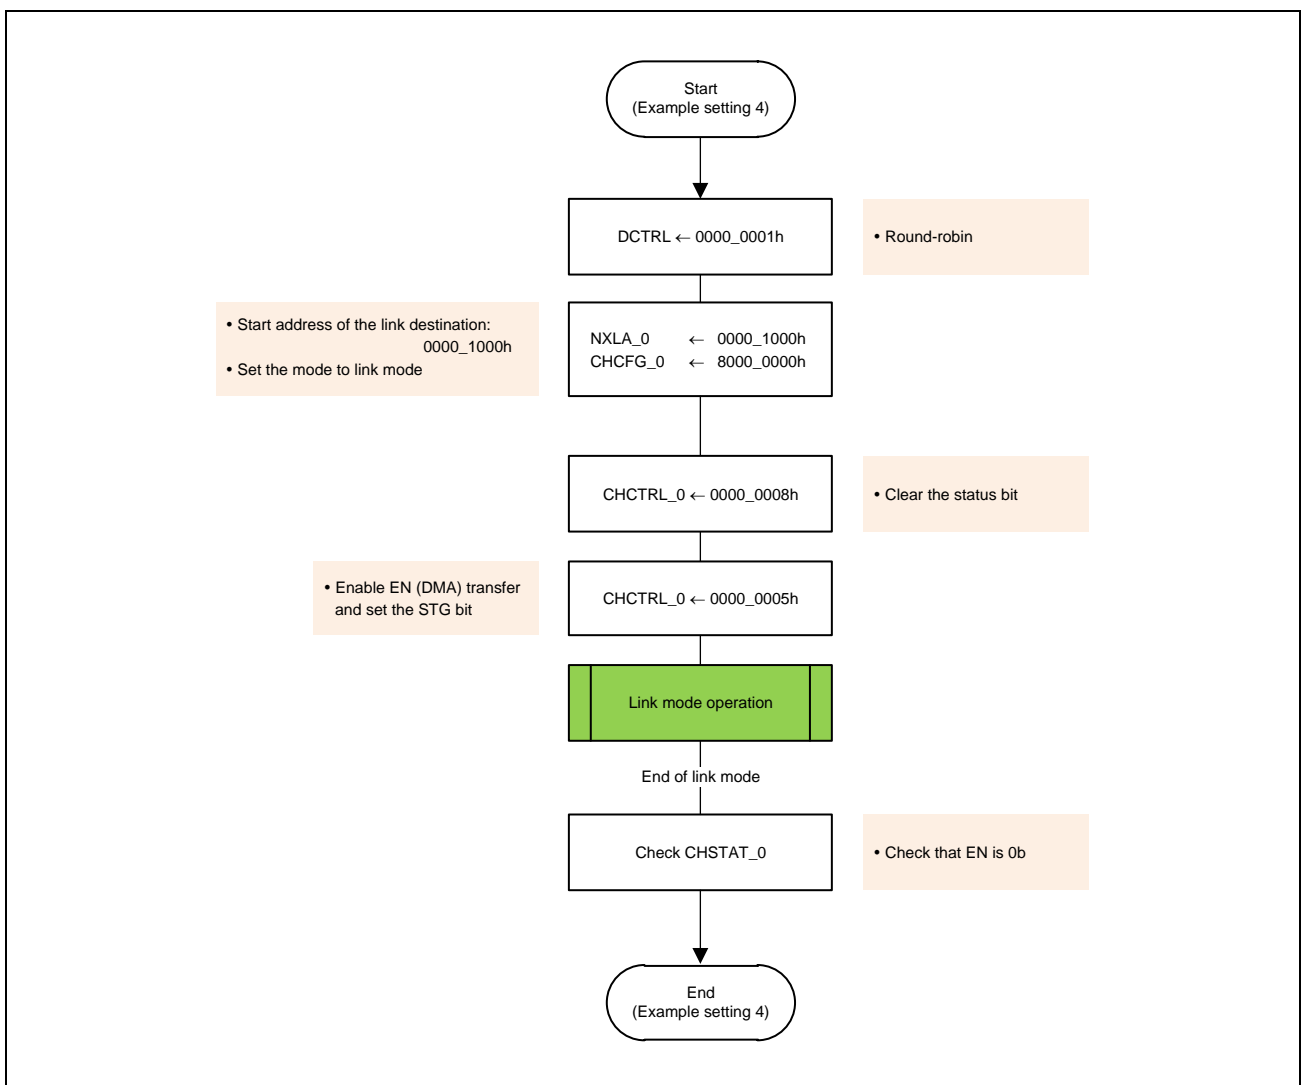 Start
(Example setting 4)
DCTRL ← 0000_0001h
• Round-robin
• Start address of the link destination:
0000_1000h
• Set the mode to link mode
NXLA_0 ← 0000_1000h
CHCFG_0 ← 8000_0000h
CHCTRL_0 ← 0000_0008h
• Clear the status bit
• Enable EN (DMA) transfer
and set the STG bit
CHCTRL_0 ← 0000_0005h
Link mode operation
End of link mode
Check CHSTAT_0
• Check that EN is 0b
End
(Example setting 4)